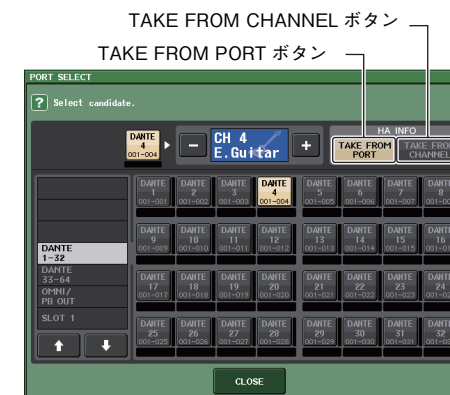 TAKE FROM CHANNEL ボタン
TAKE FROM PORT ボタン
PORT SELECT
? Select candidate.
HA INFO
DANTE
4
001-004
CH 4
E.Guitar
TAKE FROM
PORT
TAKE FROM
CHANNEL
DANTE DANTE DANTE DANTE DANTE DANTE DANTE DANTE
1 2 3 4 5 6 7 8
001-001 001-002 001-003 001-004 001-005 001-006 001-007 001-00
DANTE DANTE DANTE DANTE DANTE DANTE DANTE DANTE
9 10 11 12 13 14 15 16
001-009 001-010 001-011 001-012 001-013 001-014 001-015 001-01
DANTE DANTE DANTE DANTE DANTE DANTE DANTE DANTE
17 18 19 20 21 22 23 24
001-017 001-018 001-019 001-020 001-021 001-022 001-023 001-02
DANTE DANTE DANTE DANTE DANTE DANTE DANTE DANTE
25 26 27 28 29 30 31 32
001-025 001-026 001-027 001-028 001-029 001-030 001-031 001-03
DANTE
1-32
DANTE
33-64
OMNI/
PB OUT
SLOT 1
CLOSE